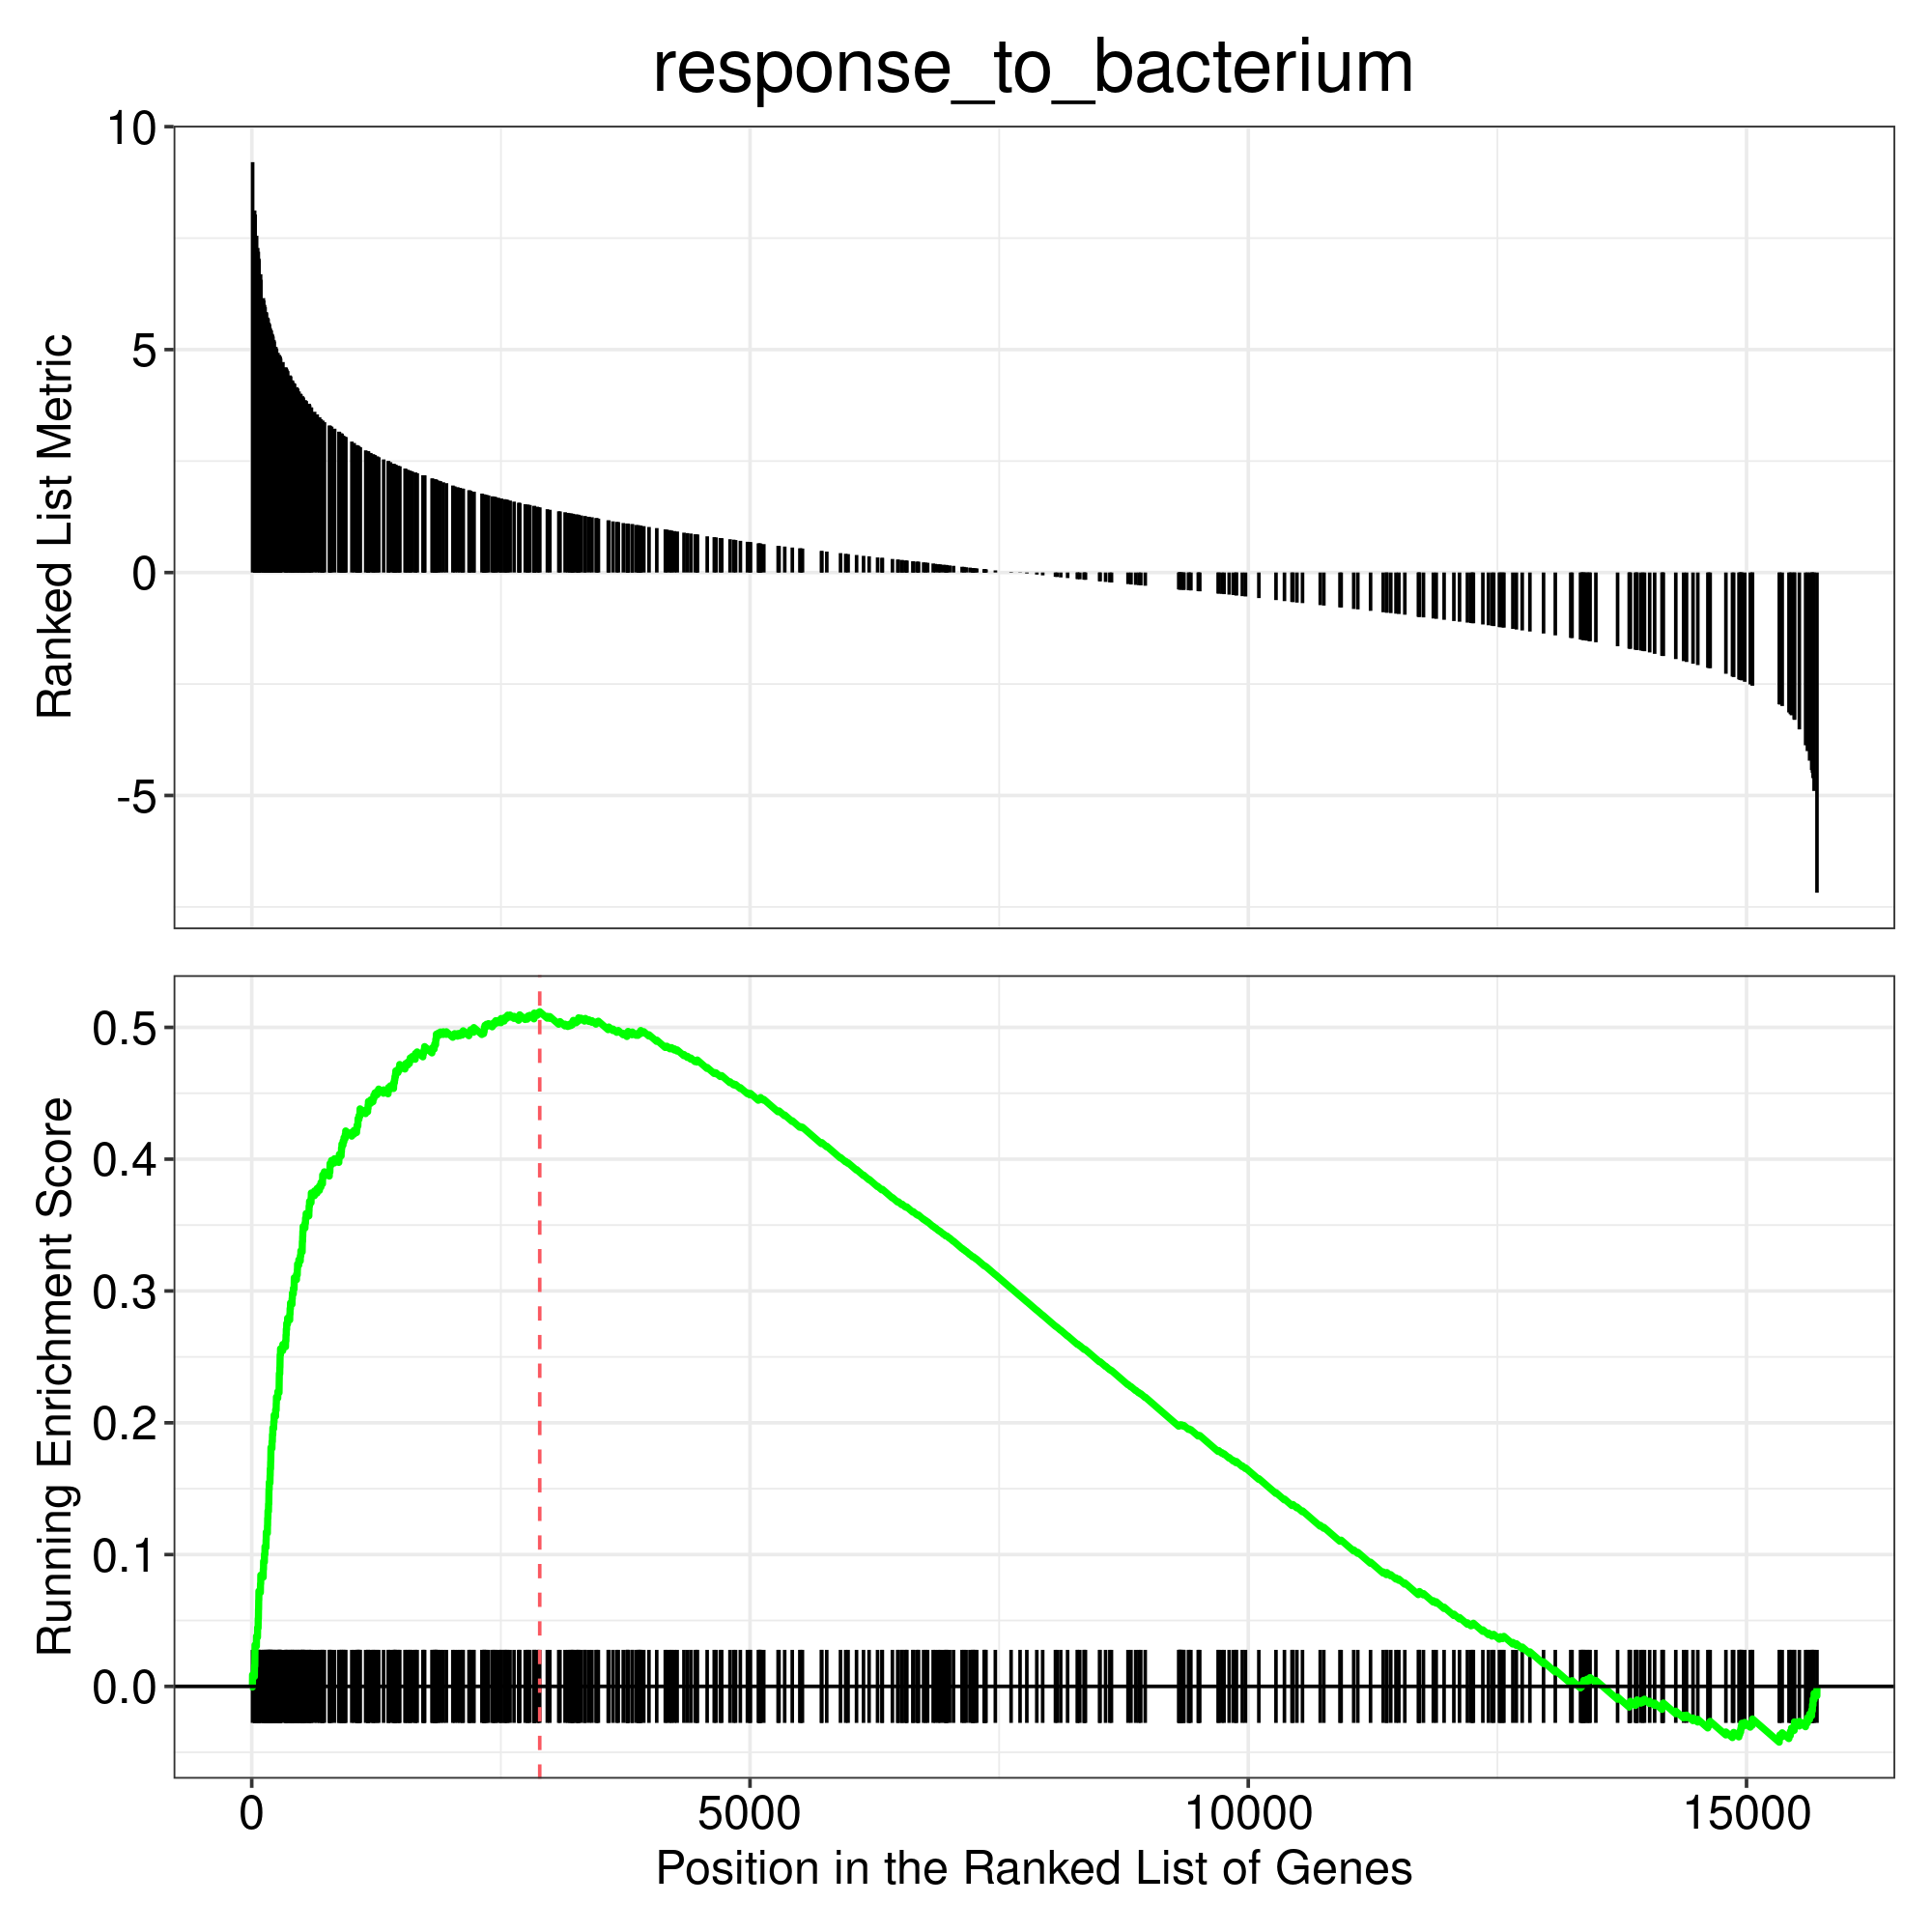 response_to_bacterium
10
5
0
-5
Ranked List Metric
0.5
0.4
0.3
0.2
0.1
0.0
Running Enrichment Score
0 5000 10000 15000
Position in the Ranked List of Genes